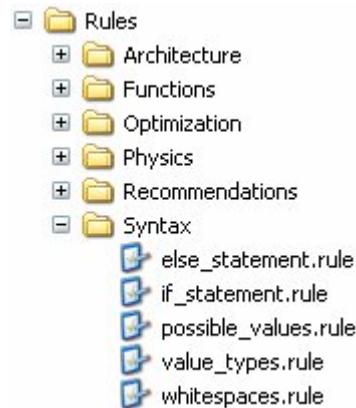 Rules
Architecture
Functions
Optimization
Physics
Recommendations
Syntax
else_statement.rule
if_statement.rule
possible_values.rule
value_types.rule
whitespaces.rule